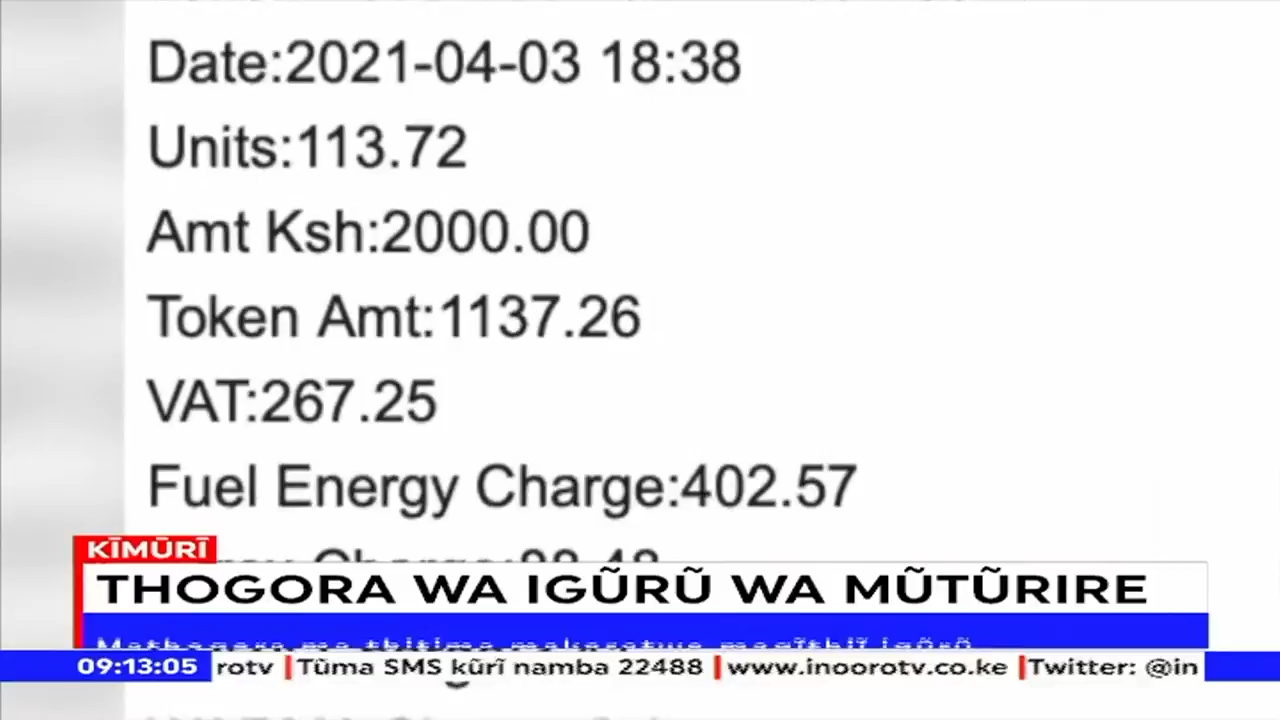 Date:2021-04-03 18:38
Units:113.72
Amt Ksh:2000.00
Token Amt:1137.26
VAT:267.25
Fuel Energy Charge:402.57
KĨMŨRĨ
THOGORA WA IGŨRŨ WA MŨTŨRIRE
09:13:05 rotv |Tũma SMS kũrĩ namba 22488 |www.inoorotv.co.ke |Twitter: @in